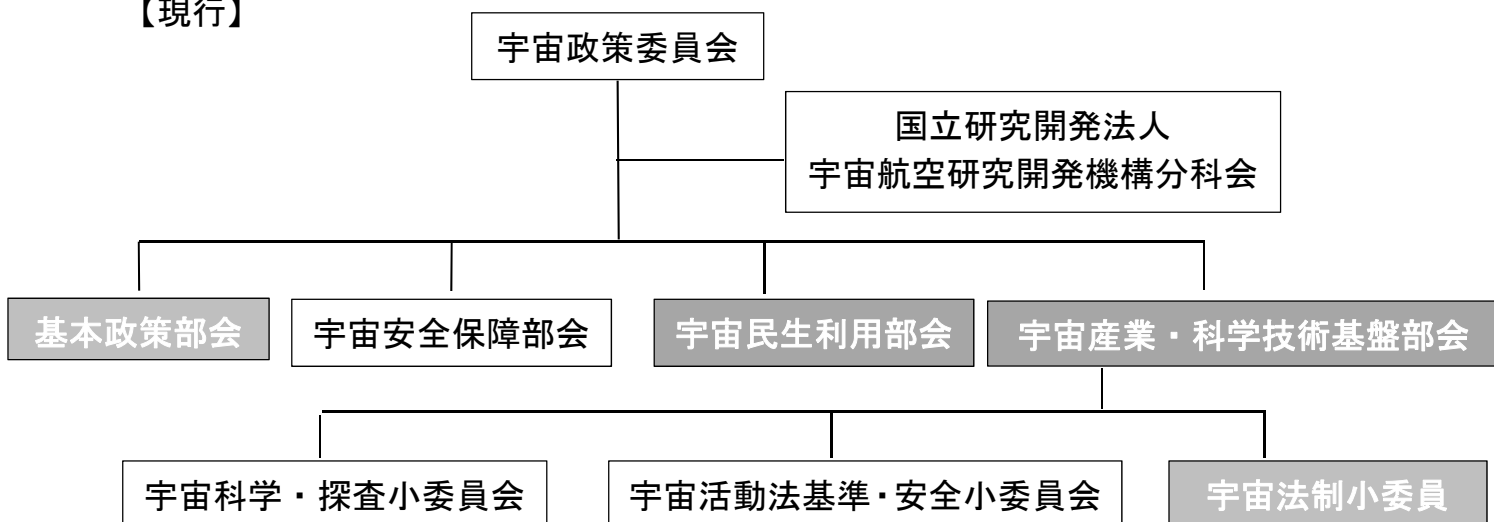 【現行】
宇宙政策委員会
国立研究開発法人
宇宙航空研究開発機構分科会
基本政策部会
宇宙安全保障部会
宇宙民生利用部会
宇宙産業・科学技術基盤部会
宇宙科学・探査小委員会
宇宙活動法基準・安全小委員会
宇宙法制小委員